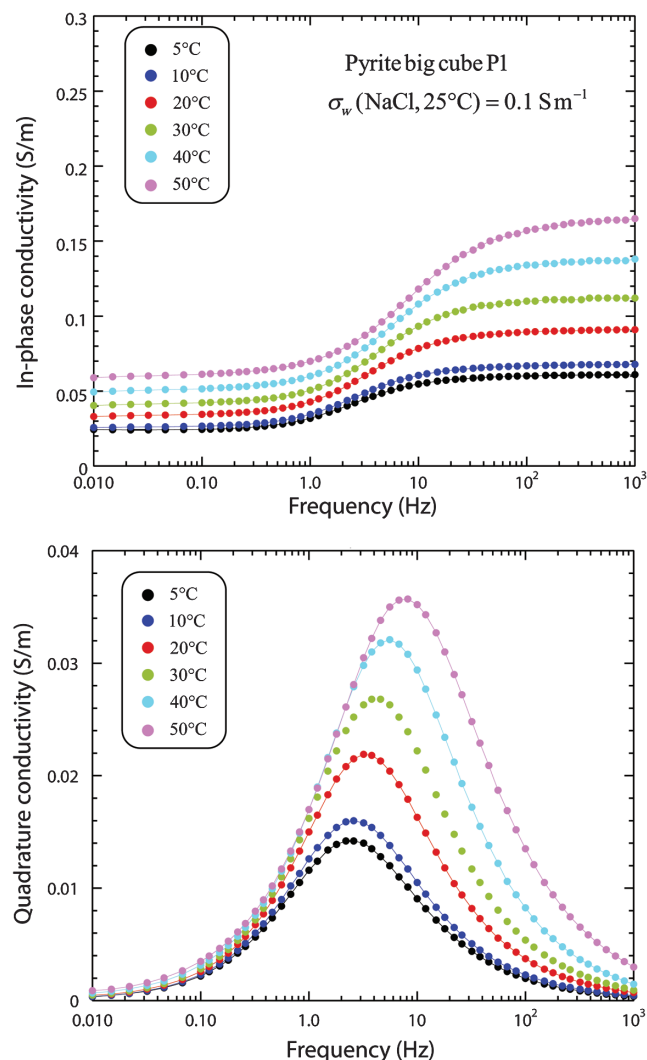 0.3
0.25
0.2
0.15
0.1
0.05
0
In-phase conductivity (S/m)
5°C
10°C
20°C
30°C
40°C
50°C
Pyrite big cube P1
σw (NaCl, 25°C) = 0.1 S m⁻¹
0.010 0.10 1.0 10 10² 10³
Frequency (Hz)
0.04
0.03
0.02
0.01
0
Quadrature conductivity (S/m)
5°C
10°C
20°C
30°C
40°C
50°C
0.010 0.10 1.0 10 10² 10³
Frequency (Hz)